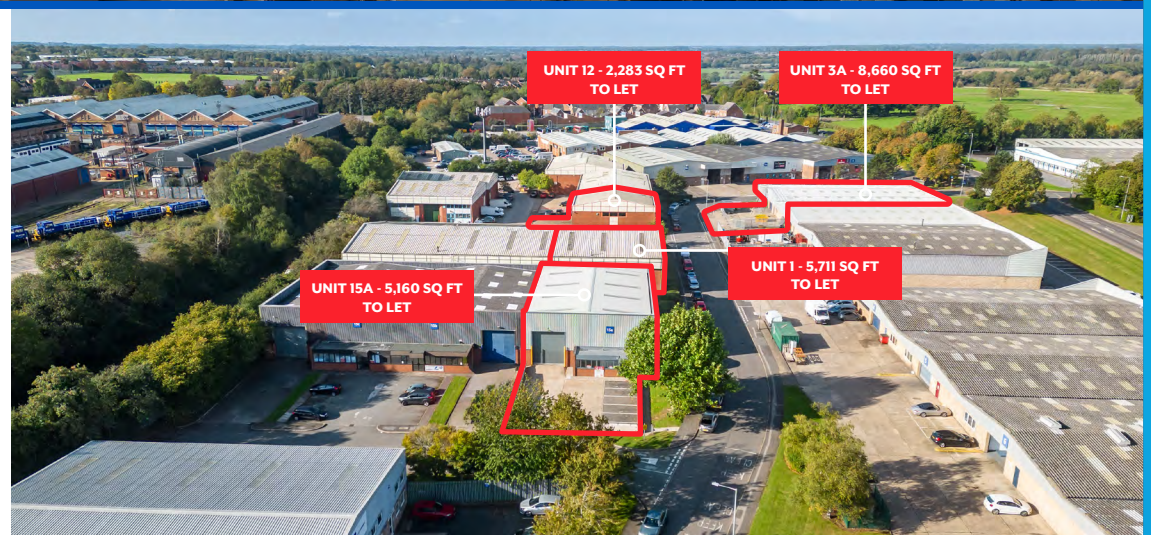 UNIT 12 - 2,283 SQ FT
TO LET
UNIT 3A - 8,660 SQ FT
TO LET
UNIT 1 - 5,711 SQ FT
TO LET
UNIT 15A - 5,160 SQ FT
TO LET